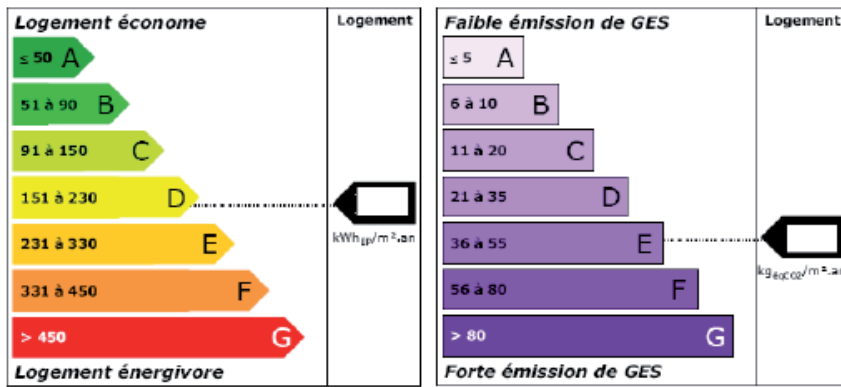 Logement économe
Logement
≤ 50 A
51 à 90 B
91 à 150 C
151 à 230 D
231 à 330 E
331 à 450 F
> 450 G
kWhEP/m².an
Logement énergivore
Faible émission de GES
Logement
≤ 5 A
6 à 10 B
11 à 20 C
21 à 35 D
36 à 55 E
56 à 80 F
> 80 G
kgéqCO2/m².an
Forte émission de GES